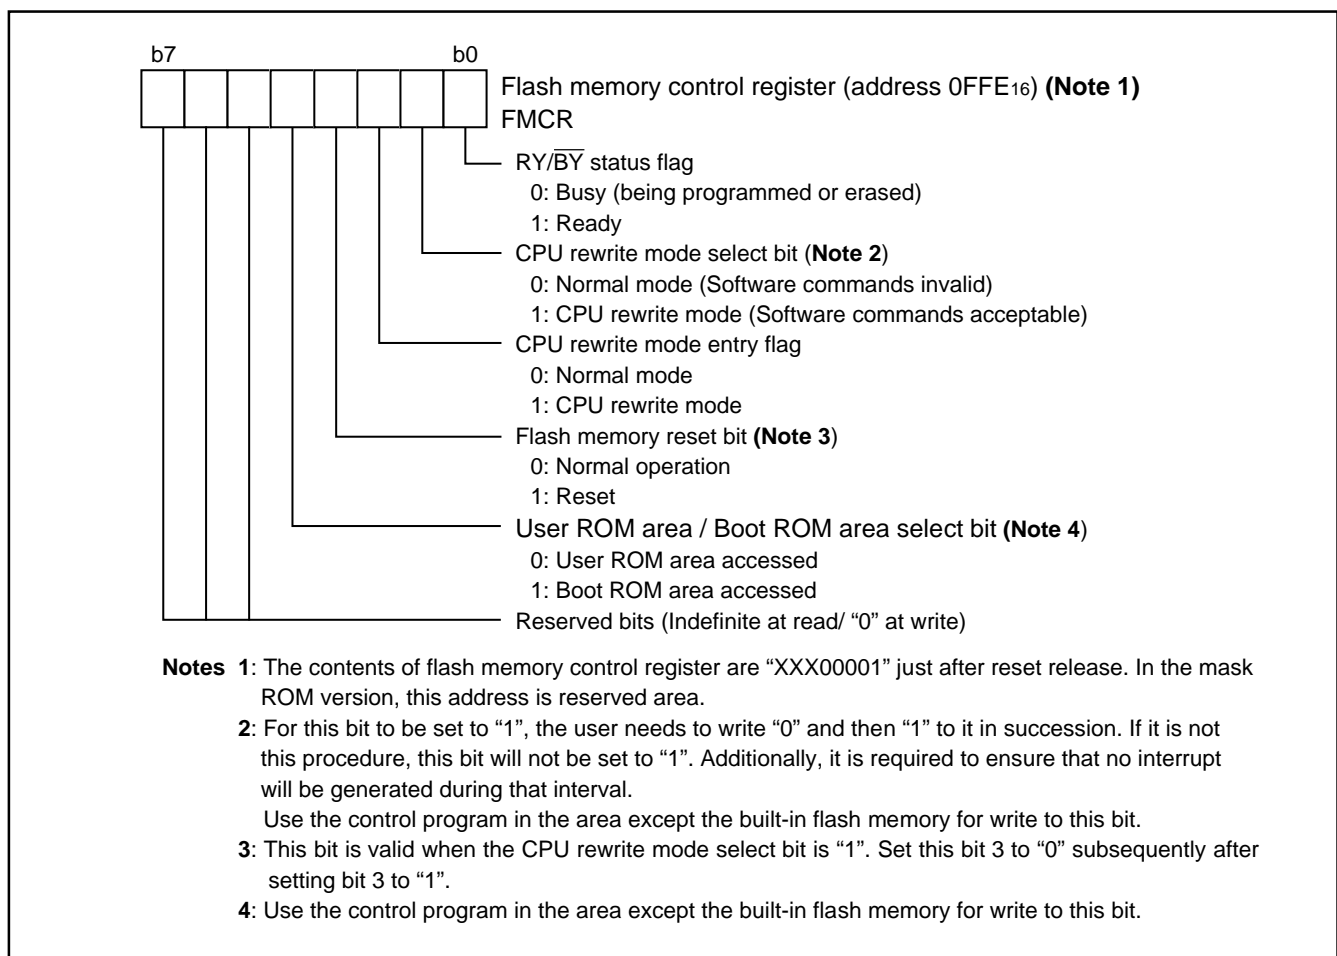 b7 b0
Flash memory control register (address 0FFE16) (Note 1)
FMCR
RY/BY status flag
0: Busy (being programmed or erased)
1: Ready
CPU rewrite mode select bit (Note 2)
0: Normal mode (Software commands invalid)
1: CPU rewrite mode (Software commands acceptable)
CPU rewrite mode entry flag
0: Normal mode
1: CPU rewrite mode
Flash memory reset bit (Note 3)
0: Normal operation
1: Reset
User ROM area / Boot ROM area select bit (Note 4)
0: User ROM area accessed
1: Boot ROM area accessed
Reserved bits (Indefinite at read/ “0” at write)
Notes 1: The contents of flash memory control register are “XXX00001” just after reset release. In the mask
ROM version, this address is reserved area.
2: For this bit to be set to “1”, the user needs to write “0” and then “1” to it in succession. If it is not
this procedure, this bit will not be set to “1”. Additionally, it is required to ensure that no interrupt
will be generated during that interval.
Use the control program in the area except the built-in flash memory for write to this bit.
3: This bit is valid when the CPU rewrite mode select bit is “1”. Set this bit 3 to “0” subsequently after
setting bit 3 to “1”.
4: Use the control program in the area except the built-in flash memory for write to this bit.